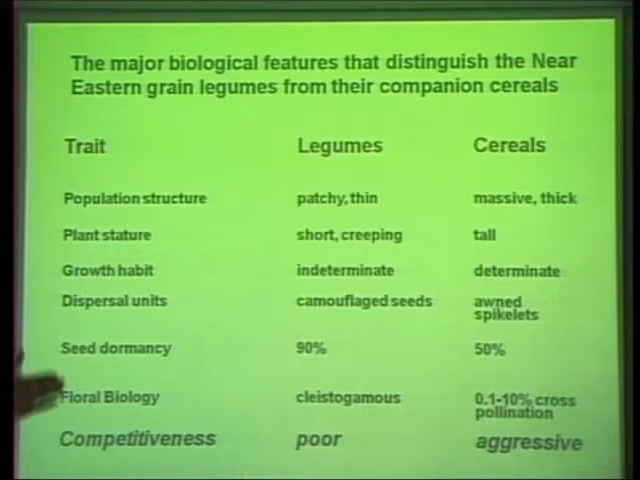 The major biological features that distinguish the Near
Eastern grain legumes from their companion cereals
Trait Legumes Cereals
Population structure patchy, thin massive, thick
Plant stature short, creeping tall
Growth habit indeterminate determinate
Dispersal units camouflaged seeds awned
spikelets
Seed dormancy 90% 50%
Floral Biology cleistogamous 0.1-10% cross
pollination
Competitiveness poor aggressive